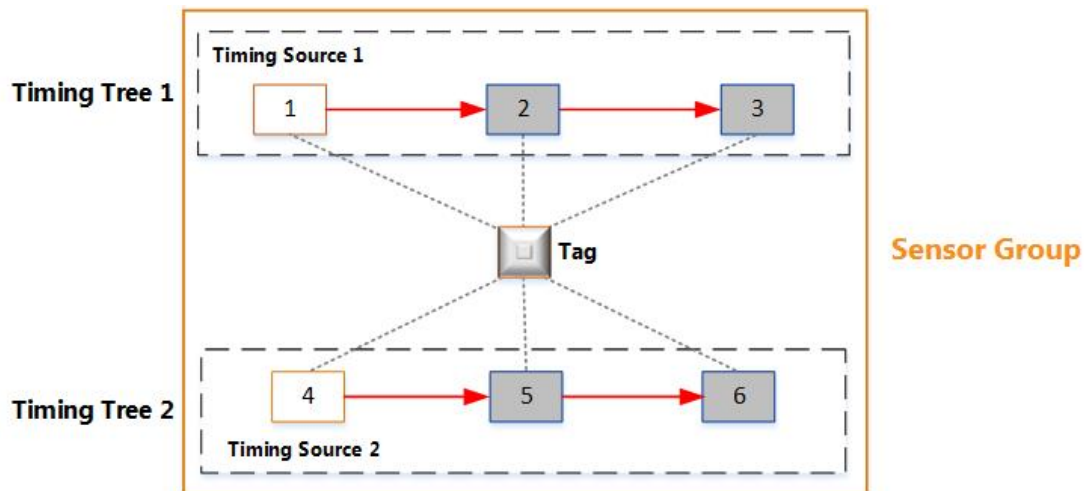 Timing Source 1
Timing Tree 1
1
2
3
Tag
Sensor Group
4
5
6
Timing Tree 2
Timing Source 2